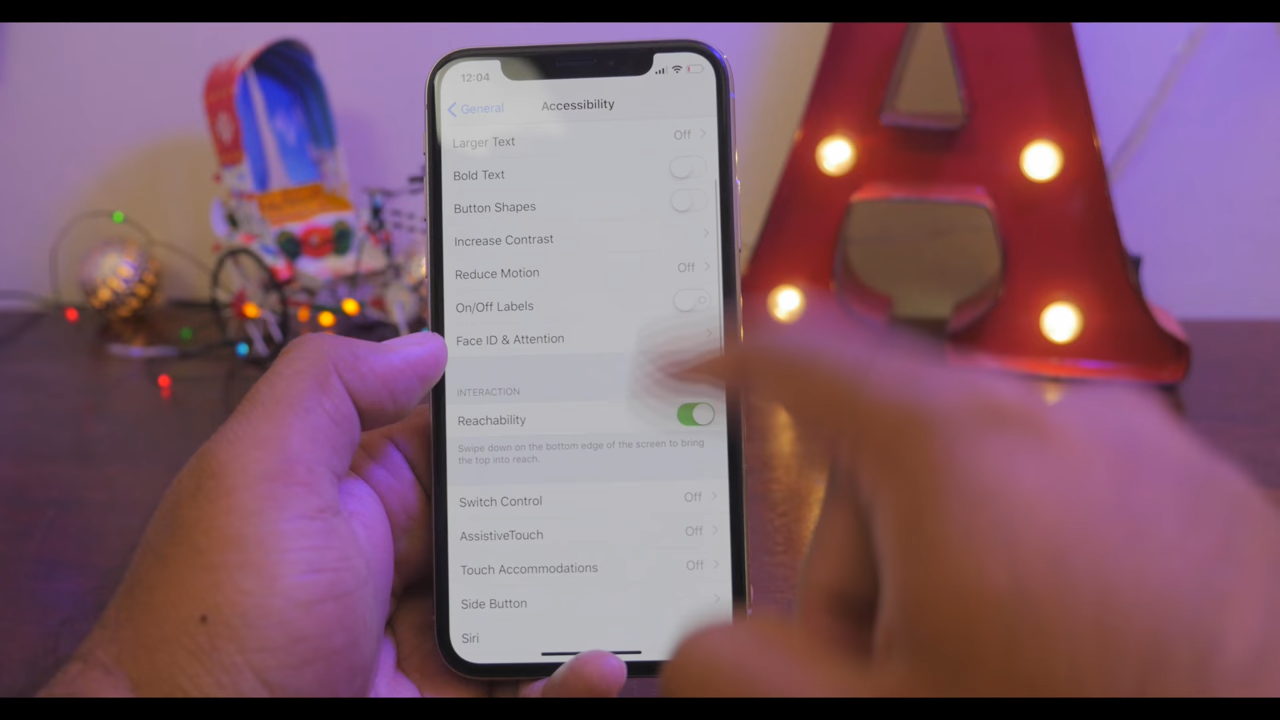 12:04
General
Accessibility
Larger Text Off
Bold Text
Button Shapes
Increase Contrast
Reduce Motion Off
On/Off Labels
Face ID & Attention
INTERACTION
Reachability
Swipe down on the bottom edge of the screen to bring
the top into reach.
Switch Control Off
AssistiveTouch Off
Touch Accommodations Off
Side Button
Siri